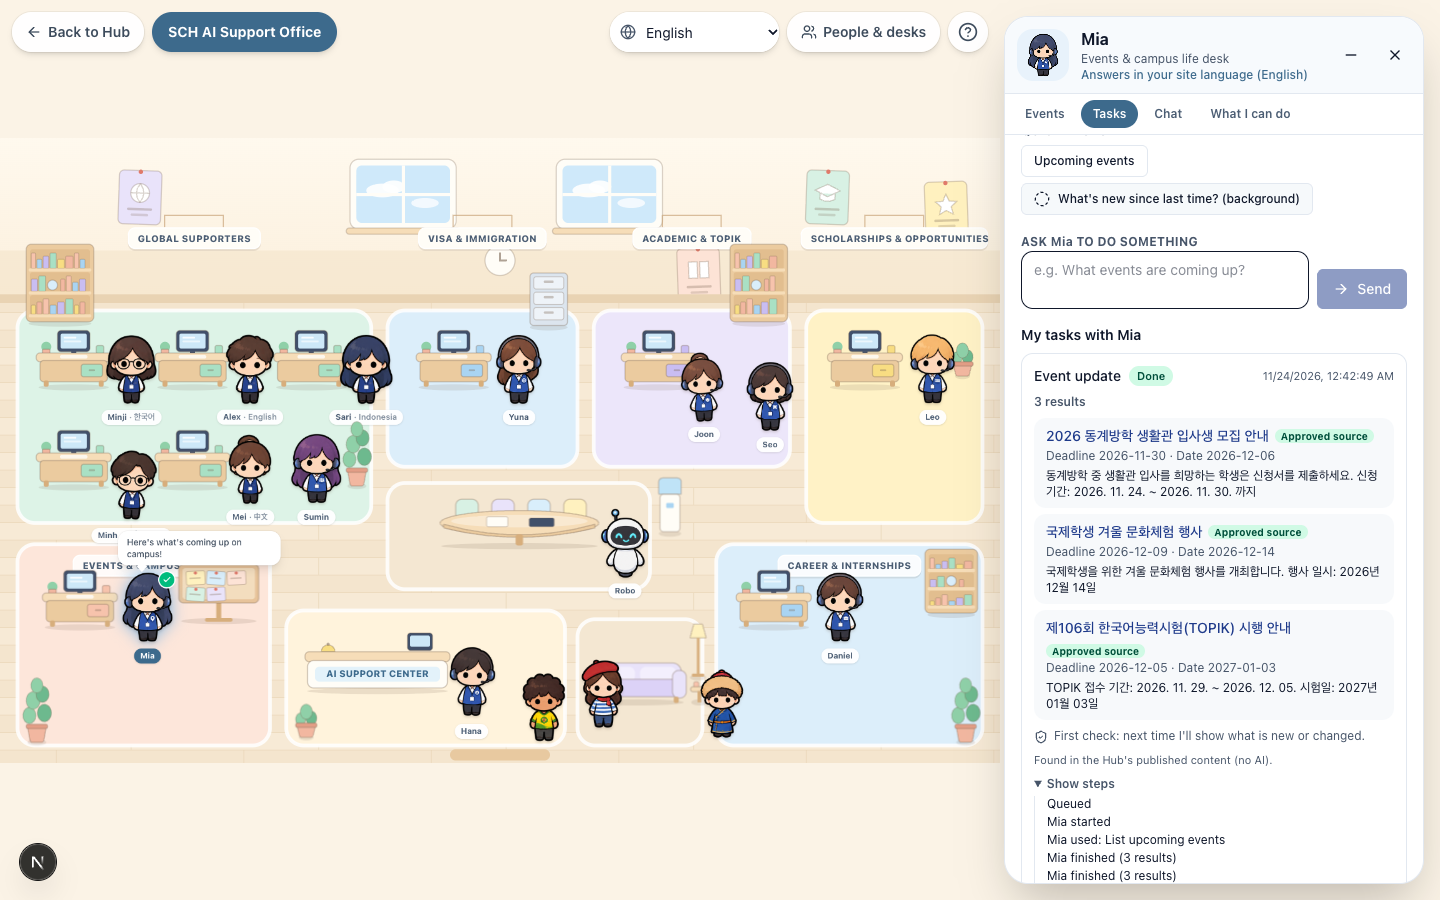 Back to Hub
SCH AI Support Office
English
People & desks
GLOBAL SUPPORTERS
VISA & IMMIGRATION
ACADEMIC & TOPIK
SCHOLARSHIPS & OPPORTUNITIES
Minji · 한국어
Alex · English
Sari · Indonesia
Yuna
Joon
Seo
Leo
Mei · 中文
Sumin
Minh
Here's what's coming up on
campus!
EVENTS & CAMPUS
Mia
Robo
CAREER & INTERNSHIPS
Daniel
AI SUPPORT CENTER
Hana
N
Mia
Events & campus life desk
Answers in your site language (English)
Events
Tasks
Chat
What I can do
Upcoming events
What's new since last time? (background)
ASK Mia TO DO SOMETHING
e.g. What events are coming up?
Send
My tasks with Mia
Event update
Done
11/24/2026, 12:42:49 AM
3 results
2026 동계방학 생활관 입사생 모집 안내
Approved source
Deadline 2026-11-30 · Date 2026-12-06
동계방학 중 생활관 입사를 희망하는 학생은 신청서를 제출하세요. 신청
기간: 2026. 11. 24. ~ 2026. 11. 30. 까지
국제학생 겨울 문화체험 행사
Approved source
Deadline 2026-12-09 · Date 2026-12-14
국제학생을 위한 겨울 문화체험 행사를 개최합니다. 행사 일시: 2026년
12월 14일
제106회 한국어능력시험(TOPIK) 시행 안내
Approved source
Deadline 2026-12-05 · Date 2027-01-03
TOPIK 접수 기간: 2026. 11. 29. ~ 2026. 12. 05. 시험일: 2027년
01월 03일
First check: next time I'll show what is new or changed.
Found in the Hub's published content (no AI).
Show steps
Queued
Mia started
Mia used: List upcoming events
Mia finished (3 results)
Mia finished (3 results)